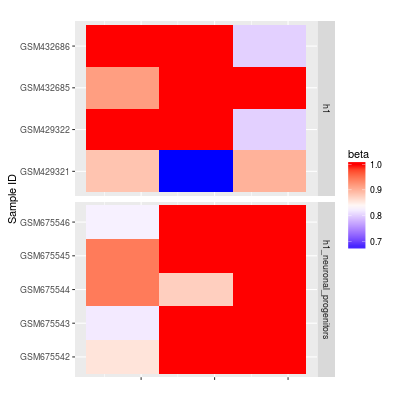 GSM432686
GSM432685
GSM429322
GSM429321
h1
GSM675546
GSM675545
GSM675544
GSM675543
GSM675542
h1_neuronal_progenitors
Sample ID
beta
1.0
0.9
0.8
0.7